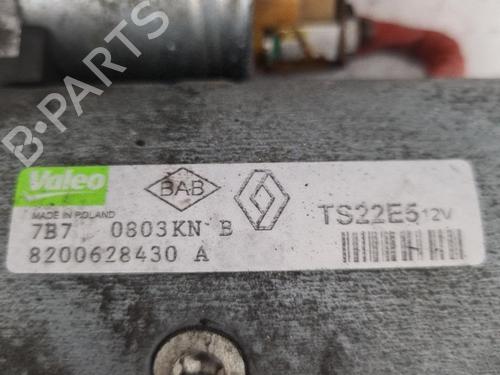 B-PARTS
Valeo
BAB
TS22E5 12V
MADE IN POLAND
7B7 0803KN B
8200628430 A